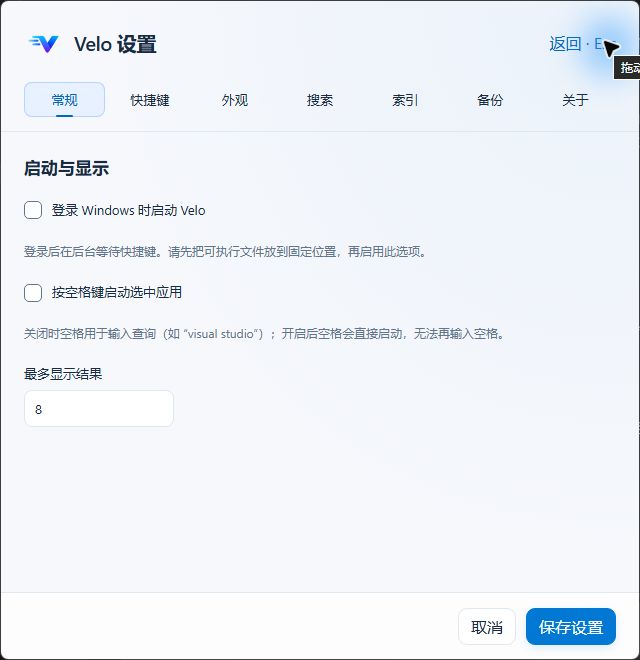 Velo 设置
返回 · E
拖动
常规
快捷键
外观
搜索
索引
备份
关于
启动与显示
登录 Windows 时启动 Velo
登录后在后台等待快捷键。请先把可执行文件放到固定位置，再启用此选项。
按空格键启动选中应用
关闭时空格用于输入查询（如 “visual studio”）；开启后空格会直接启动，无法再输入空格。
最多显示结果
8
取消
保存设置